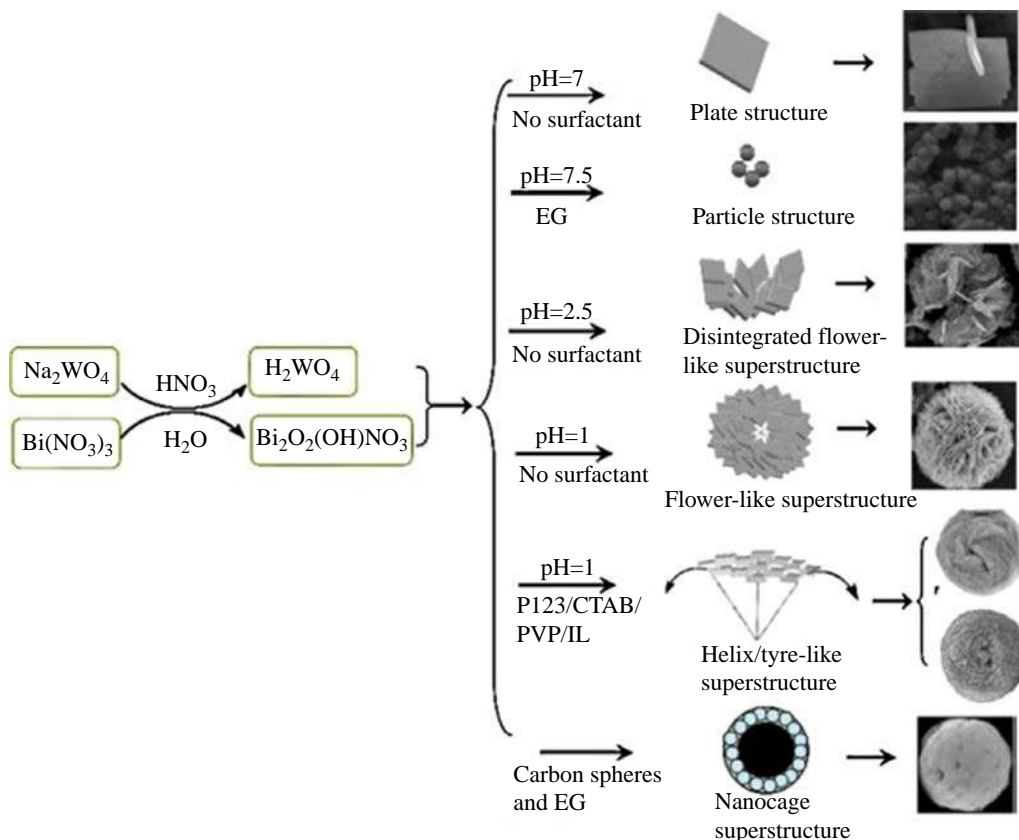 Na₂WO₄
HNO₃
H₂WO₄
Bi(NO₃)₃
H₂O
Bi₂O₂(OH)NO₃
pH=7
No surfactant
Plate structure
pH=7.5
EG
Particle structure
pH=2.5
No surfactant
Disintegrated flower-
like superstructure
pH=1
No surfactant
Flower-like superstructure
pH=1
P123/CTAB/
PVP/IL
Helix/tyre-like
superstructure
,
Carbon spheres
and EG
Nanocage
superstructure